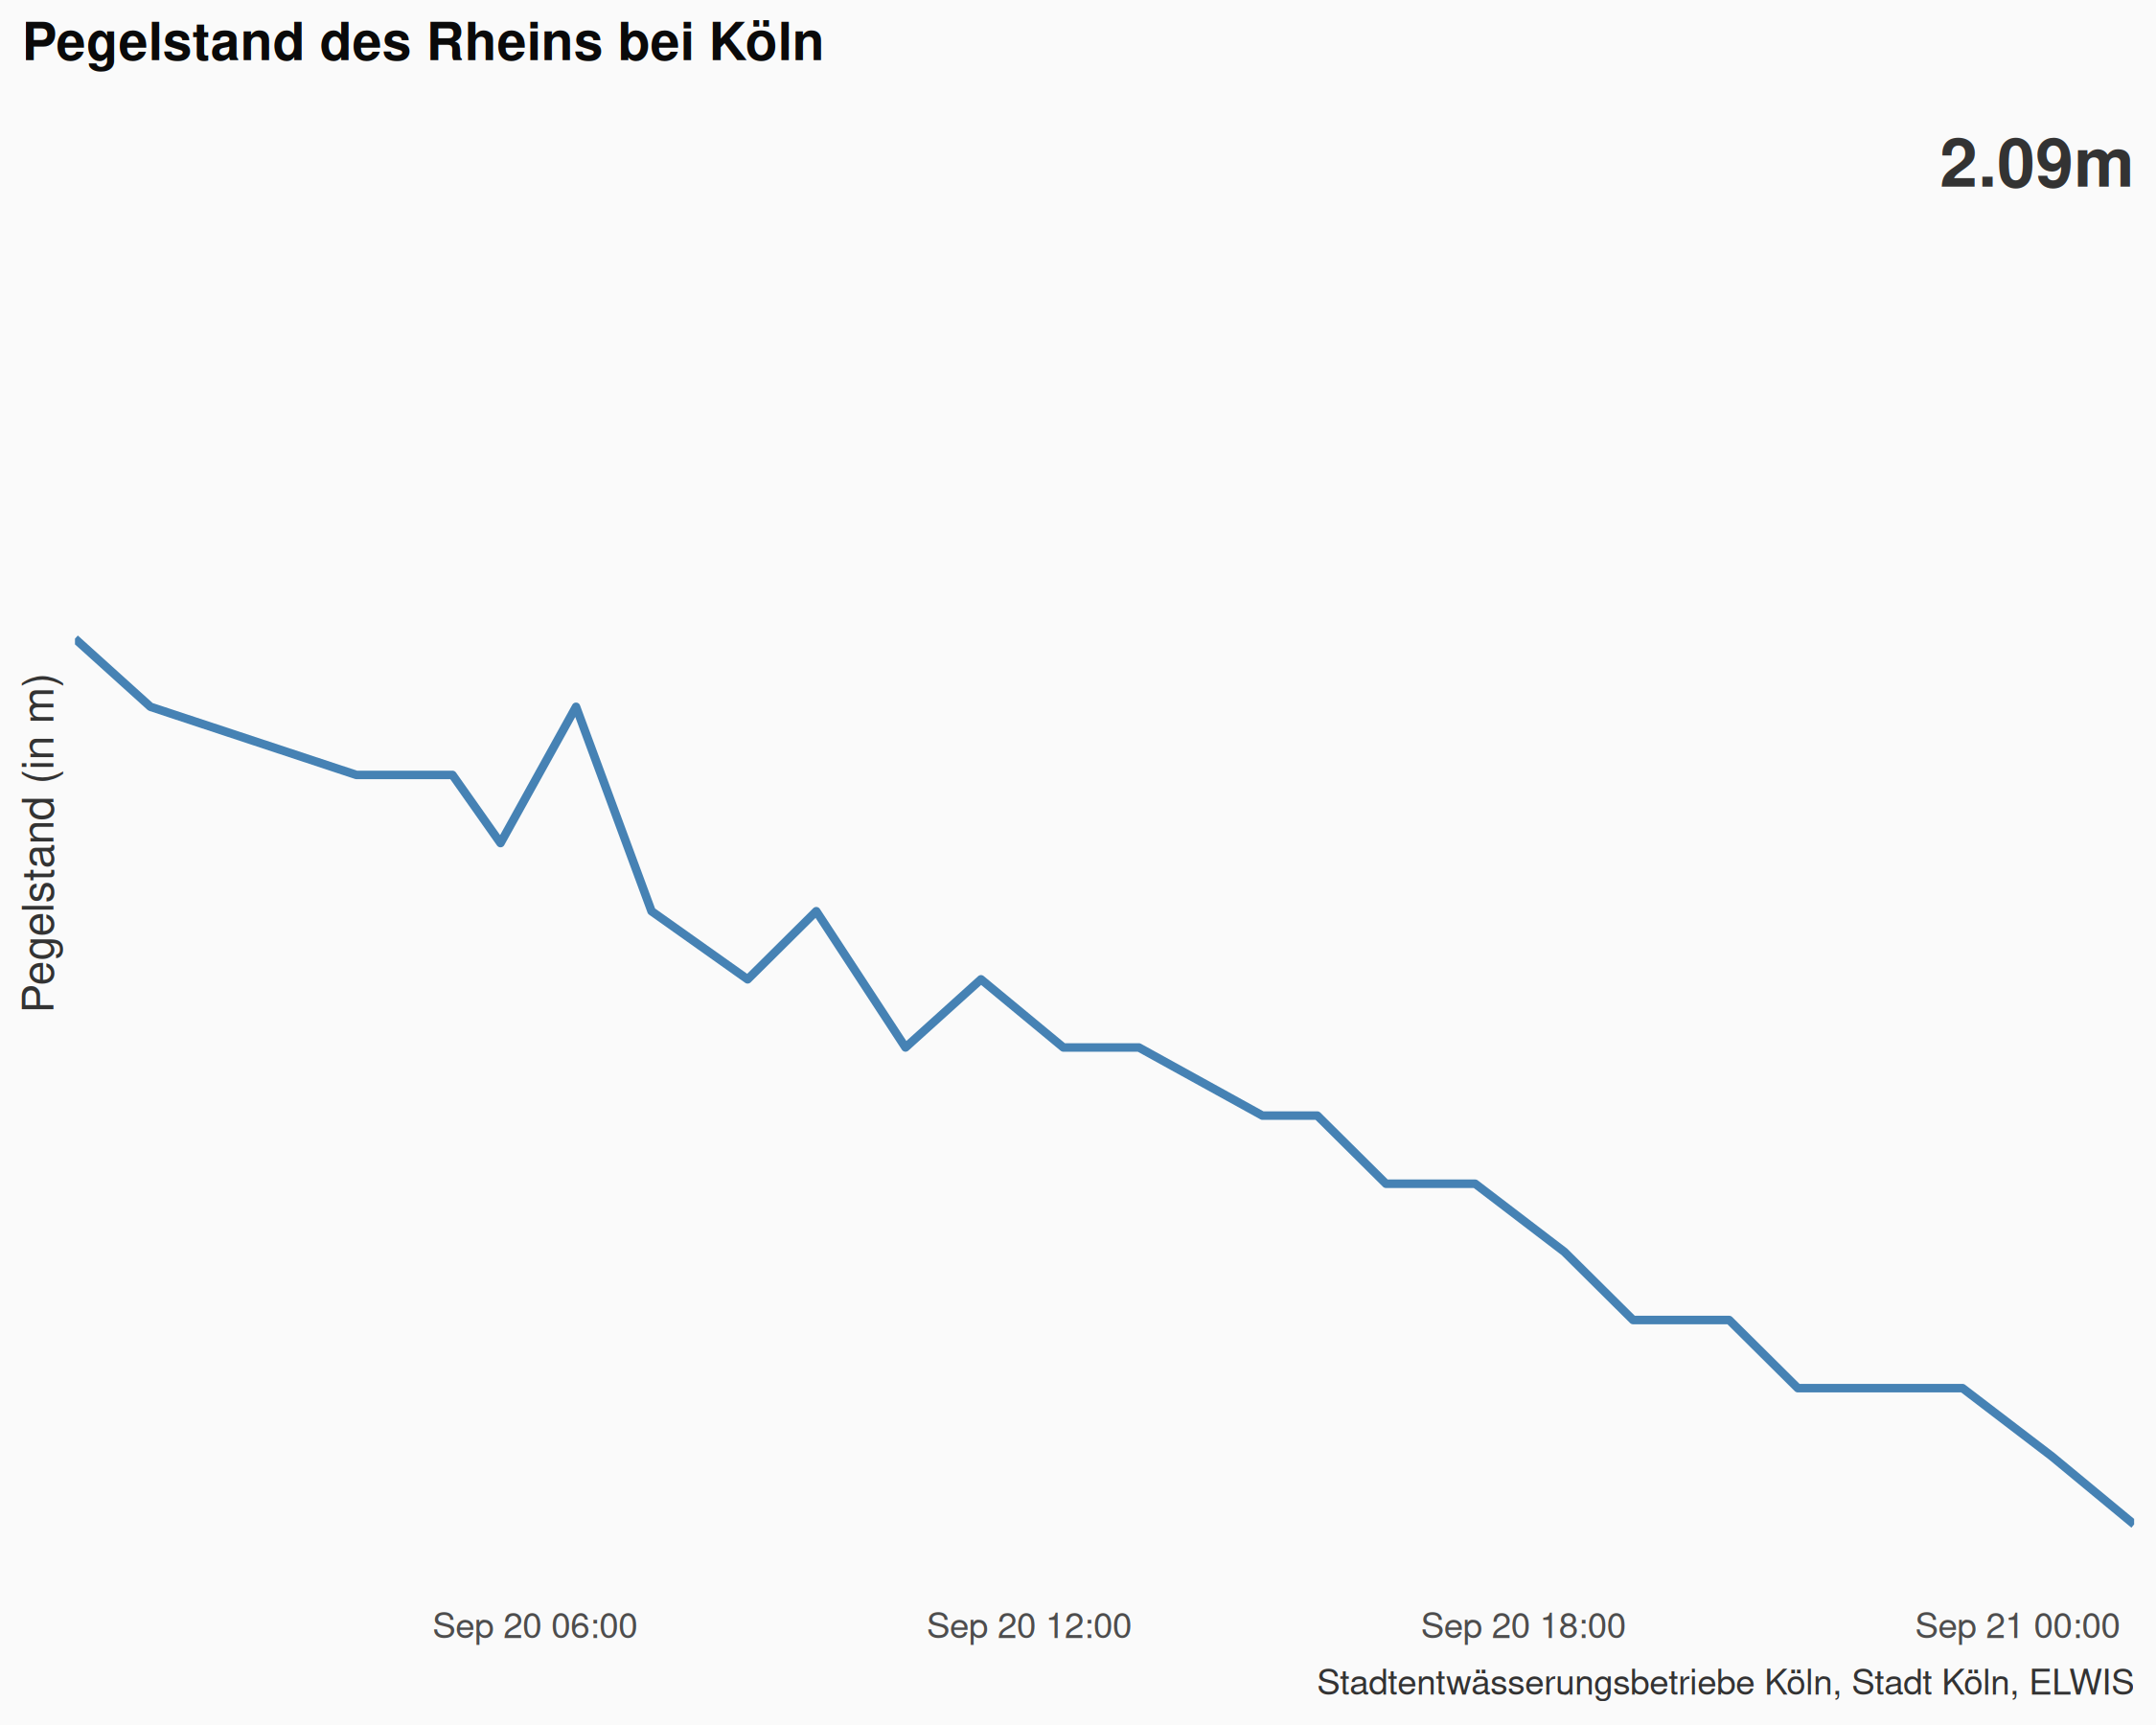 Pegelstand des Rheins bei Köln
2.09m
Pegelstand (in m)
Sep 20 06:00
Sep 20 12:00
Sep 20 18:00
Sep 21 00:00
Stadtentwässerungsbetriebe Köln, Stadt Köln, ELWIS